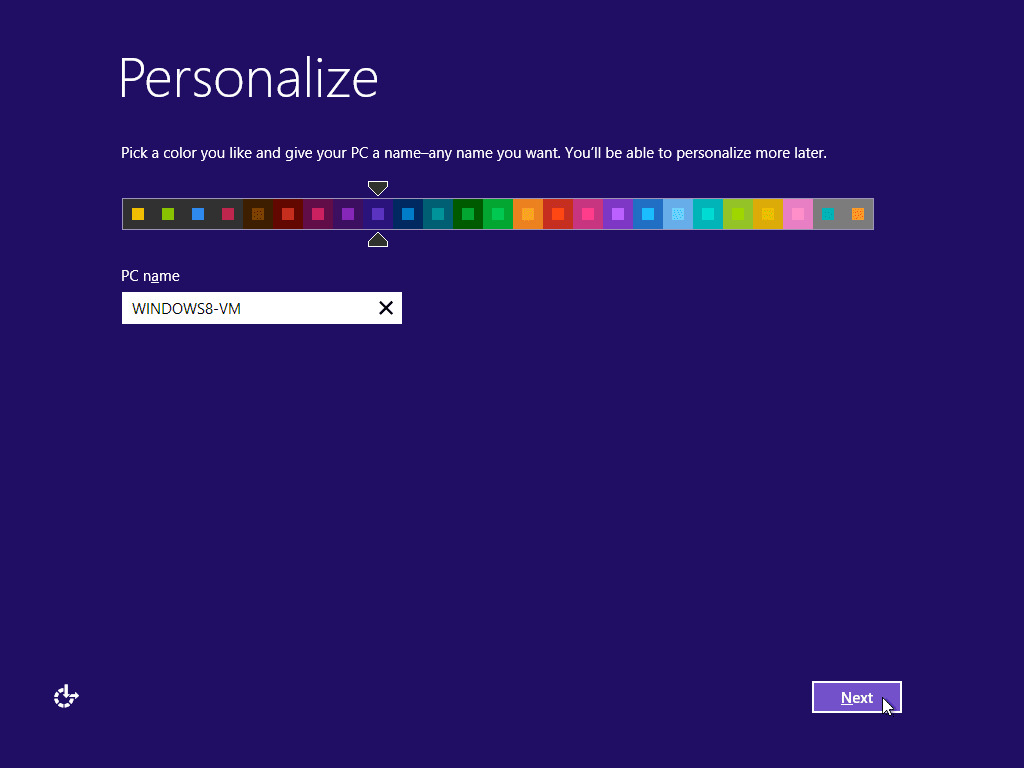 Personalize
Pick a color you like and give your PC a name–any name you want. You'll be able to personalize more later.
PC name
WINDOWS8-VM
Next